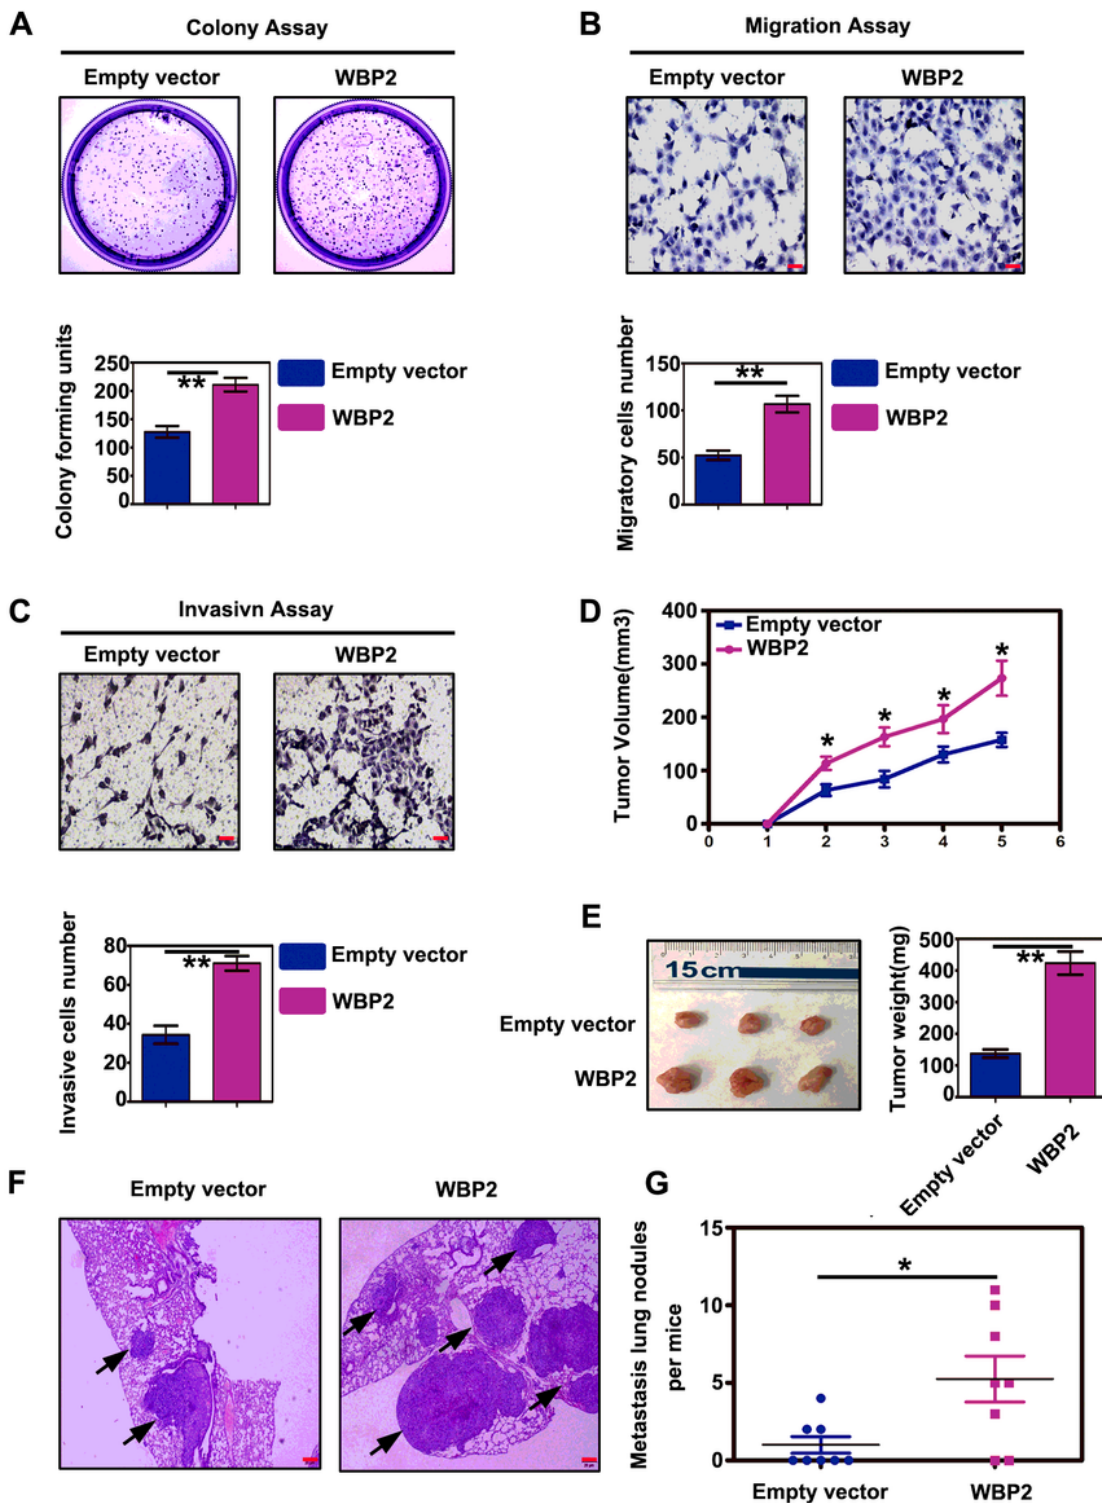 A
Colony Assay
Empty vector
WBP2
Colony forming units
250
200
150
100
50
0
**
Empty vector
WBP2
B
Migration Assay
Empty vector
WBP2
Migratory cells number
150
100
50
0
**
Empty vector
WBP2
C
Invasivn Assay
Empty vector
WBP2
Invasive cells number
80
60
40
20
0
**
Empty vector
WBP2
D
Tumor Volume(mm3)
400
300
200
100
0
Empty vector
WBP2
*
*
*
*
0 1 2 3 4 5 6
E
15cm
Empty vector
WBP2
Tumor weight(mg)
500
400
300
200
100
0
**
Empty vector
WBP2
F
Empty vector
WBP2
G
Metastasis lung nodules
per mice
15
10
5
0
*
Empty vector
WBP2